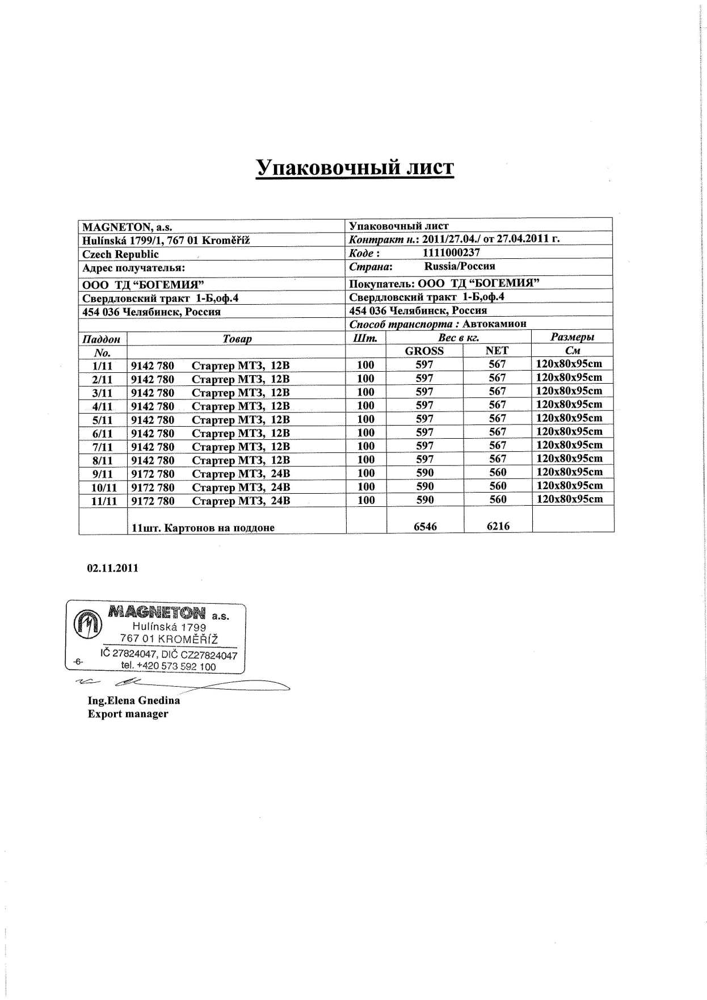 Упаковочный лист
MAGNETON, a.s. Упаковочный лист
Hulínská 1799/1, 767 01 Kroměříž Контракт н.: 2011/27.04./ от 27.04.2011 г.
Czech Republic Коде : 1111000237
Адрес получателья: Страна: Russia/Россия
ООО ТД “БОГЕМИЯ” Покупатель: ООО ТД “БОГЕМИЯ”
Свердловский тракт 1-Б,оф.4 Свердловский тракт 1-Б,оф.4
454 036 Челябинск, Россия 454 036 Челябинск, Россия
Способ транспорта : Автокамион
Паддон Товар Шт. Вес в кг. Размеры
No. GROSS NET См
1/11 9142 780 Стартер МТЗ, 12В 100 597 567 120x80x95cm
2/11 9142 780 Стартер МТЗ, 12В 100 597 567 120x80x95cm
3/11 9142 780 Стартер МТЗ, 12В 100 597 567 120x80x95cm
4/11 9142 780 Стартер МТЗ, 12В 100 597 567 120x80x95cm
5/11 9142 780 Стартер МТЗ, 12В 100 597 567 120x80x95cm
6/11 9142 780 Стартер МТЗ, 12В 100 597 567 120x80x95cm
7/11 9142 780 Стартер МТЗ, 12В 100 597 567 120x80x95cm
8/11 9142 780 Стартер МТЗ, 12В 100 597 567 120x80x95cm
9/11 9172 780 Стартер МТЗ, 24В 100 590 560 120x80x95cm
10/11 9172 780 Стартер МТЗ, 24В 100 590 560 120x80x95cm
11/11 9172 780 Стартер МТЗ, 24В 100 590 560 120x80x95cm
11шт. Картонов на поддоне 6546 6216
02.11.2011
MAGNETON a.s.
Hulínská 1799
767 01 KROMĚŘÍŽ
IČ 27824047, DIČ CZ27824047
-6- tel. +420 573 592 100
Ing.Elena Gnedina
Export manager